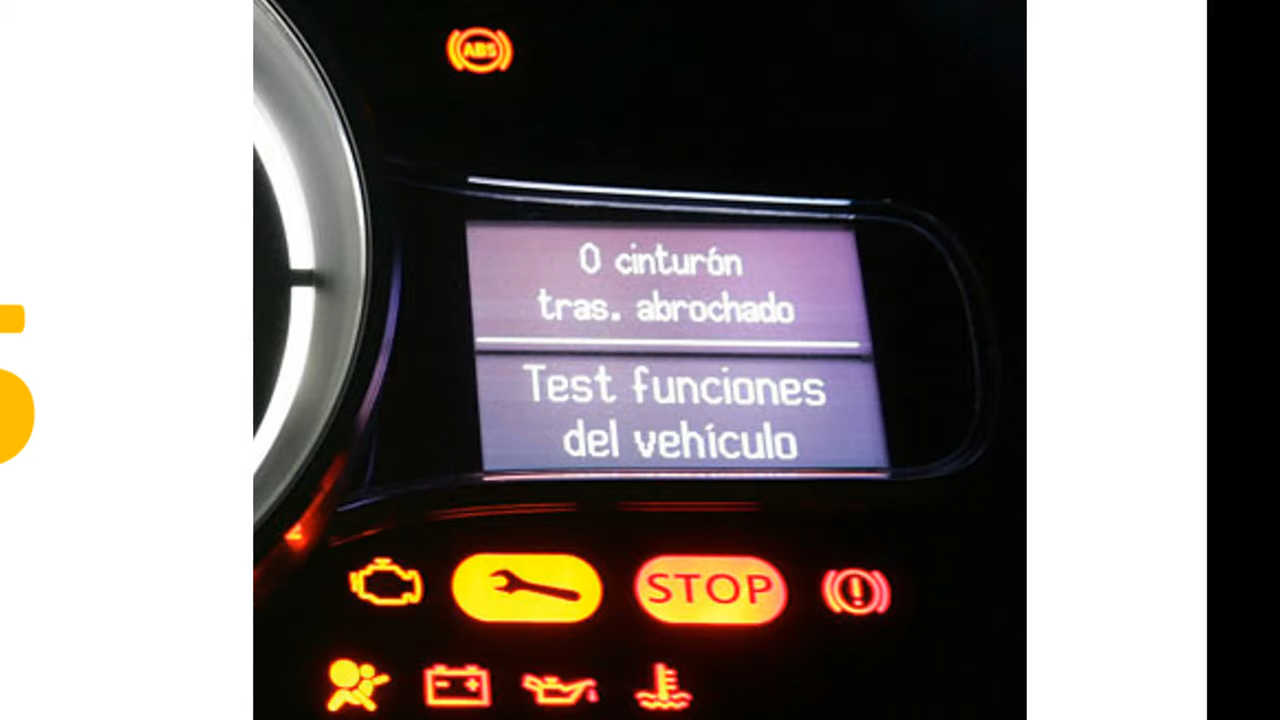 ABS
0 cinturón
tras. abrochado
Test funciones
del vehículo
STOP